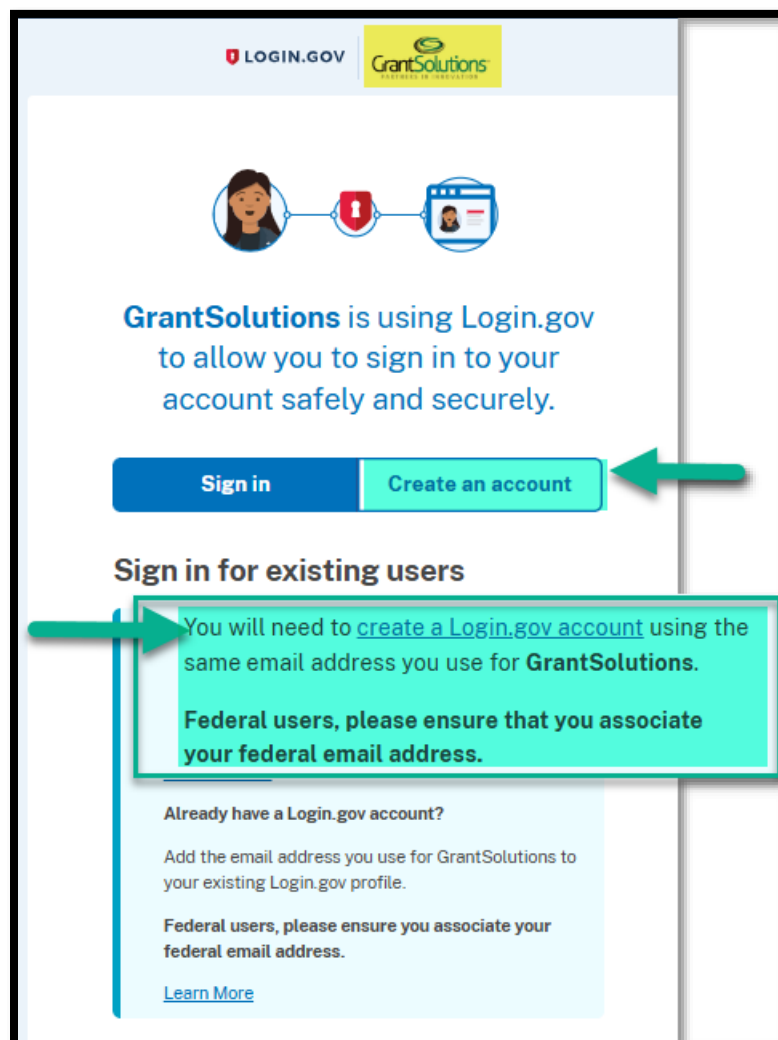 LOGIN.GOV
GrantSolutions
PARTNERS IN INNOVATION
GrantSolutions is using Login.gov
to allow you to sign in to your
account safely and securely.
Sign in
Create an account
Sign in for existing users
You will need to create a Login.gov account using the
same email address you use for GrantSolutions.
Federal users, please ensure that you associate
your federal email address.
Already have a Login.gov account?
Add the email address you use for GrantSolutions to
your existing Login.gov profile.
Federal users, please ensure you associate your
federal email address.
Learn More